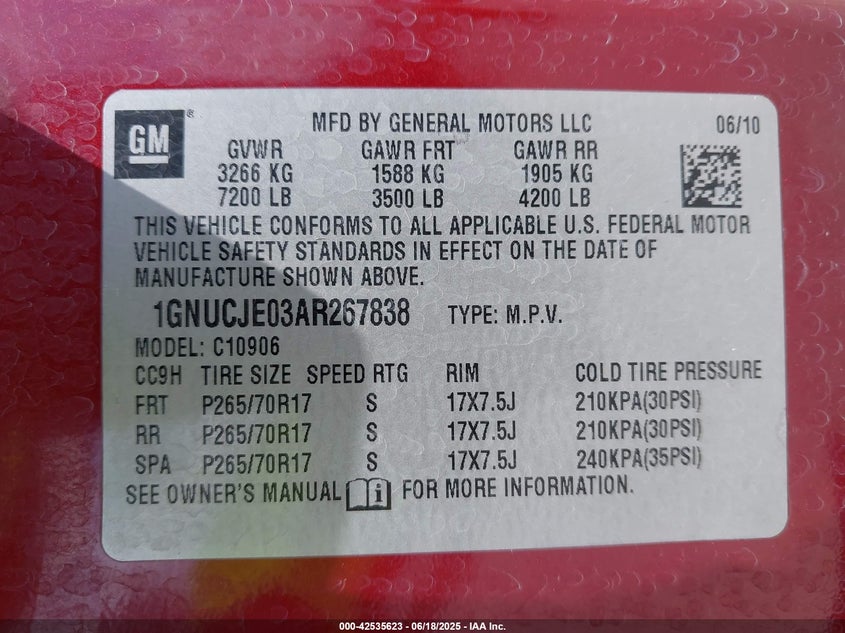 GM ®
MFD BY GENERAL MOTORS LLC 06/10
GVWR GAWR FRT GAWR RR
3266 KG 1588 KG 1905 KG
7200 LB 3500 LB 4200 LB
THIS VEHICLE CONFORMS TO ALL APPLICABLE U.S. FEDERAL MOTOR
VEHICLE SAFETY STANDARDS IN EFFECT ON THE DATE OF
MANUFACTURE SHOWN ABOVE.
1GNUCJE03AR267838 TYPE: M.P.V.
MODEL: C10906
CC9H TIRE SIZE SPEED RTG RIM COLD TIRE PRESSURE
FRT P265/70R17 S 17X7.5J 210KPA(30PSI)
RR P265/70R17 S 17X7.5J 210KPA(30PSI)
SPA P265/70R17 S 17X7.5J 240KPA(35PSI)
SEE OWNER'S MANUAL i FOR MORE INFORMATION.
000-42535623 - 06/18/2025 - IAA Inc.